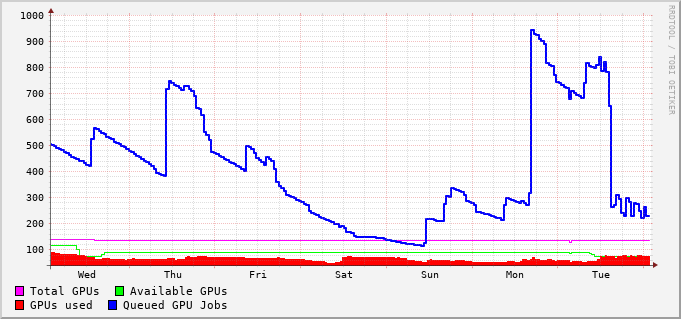 1000
900
800
700
600
500
400
300
200
100
Wed Thu Fri Sat Sun Mon Tue
Total GPUs Available GPUs
GPUs used Queued GPU Jobs
RRDTOOL / TOBI OETIKER